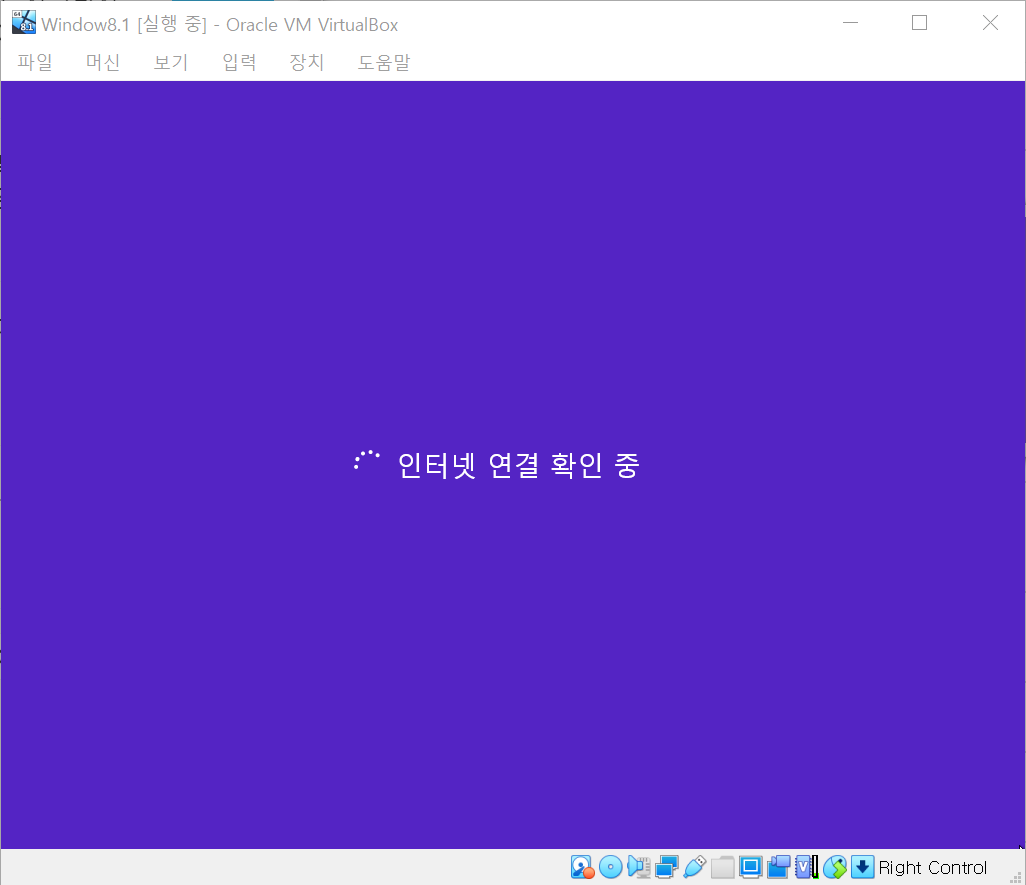 Window8.1 [실행 중] - Oracle VM VirtualBox
파일 머신 보기 입력 장치 도움말
인터넷 연결 확인 중
Right Control